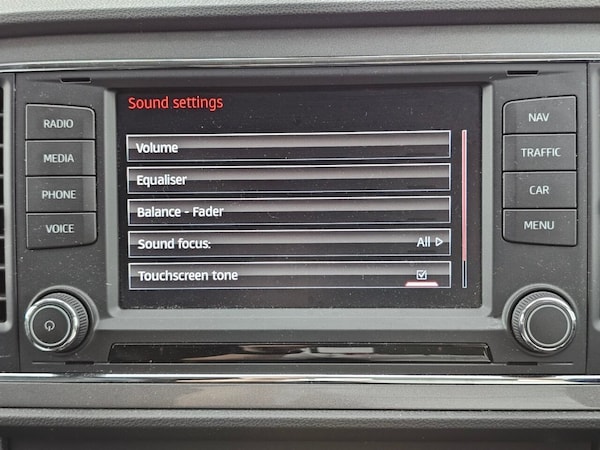 Sound settings
RADIO
MEDIA
PHONE
VOICE
Volume
Equaliser
Balance - Fader
Sound focus: All
Touchscreen tone
NAV
TRAFFIC
CAR
MENU